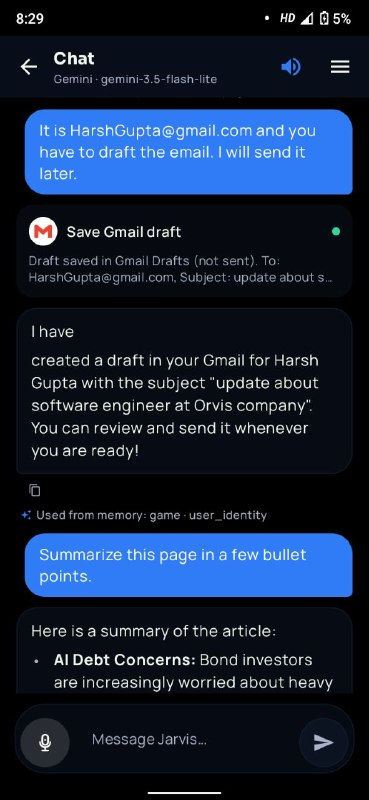 8:29
HD 5%
Chat
Gemini · gemini-3.5-flash-lite
It is HarshGupta@gmail.com and you
have to draft the email. I will send it
later.
Save Gmail draft
Draft saved in Gmail Drafts (not sent). To:
HarshGupta@gmail.com, Subject: update about s...
I have
created a draft in your Gmail for Harsh
Gupta with the subject "update about
software engineer at Orvis company".
You can review and send it whenever
you are ready!
Used from memory: game · user_identity
Summarize this page in a few bullet
points.
Here is a summary of the article:
• AI Debt Concerns: Bond investors
are increasingly worried about heavy
Message Jarvis...